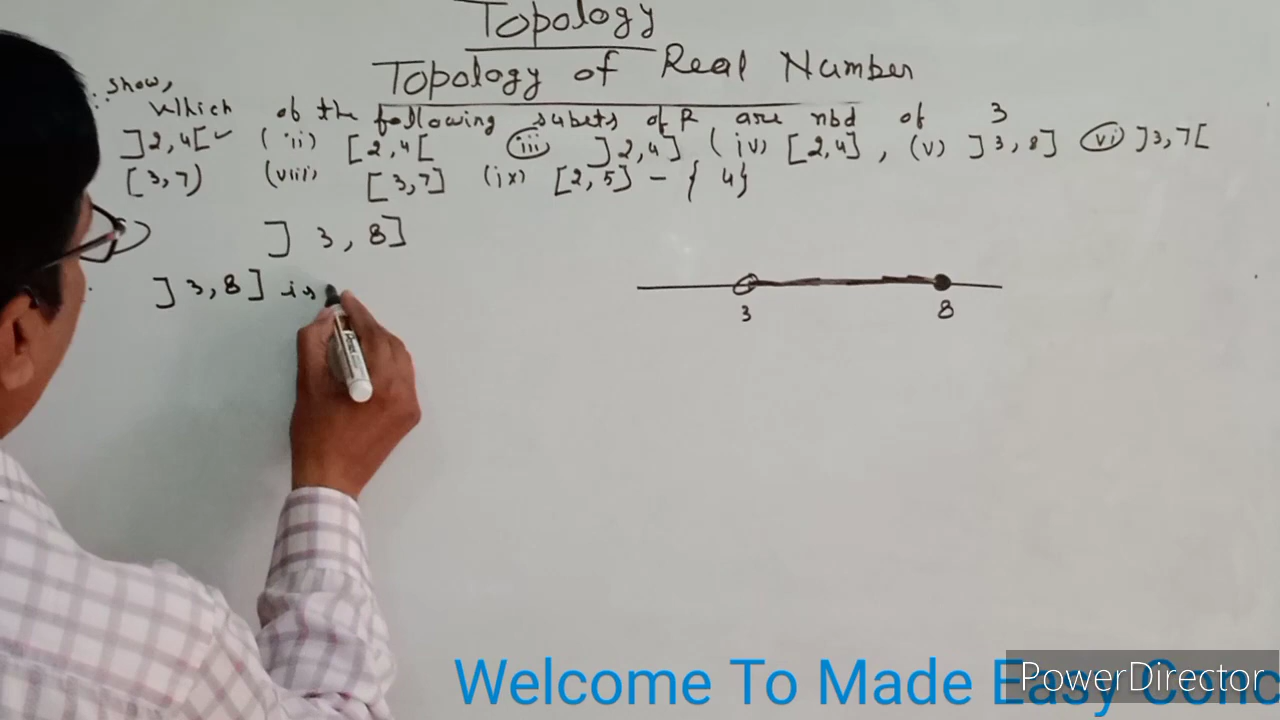 Topology
Topology of Real Number
: Show,
Which of the following subets of R are nbd of 3
]2,4[ ✓ (ii) [2,4[ (iii) ]2,4] (iv) [2,4] , (v) ]3,8] (vi) ]3,7[
[3,7) (viii) [3,7] (ix) [2,5] - { 4}
] 3, 8]
]3,8] is
3 8
Welcome To Made Easy Conc
PowerDirector